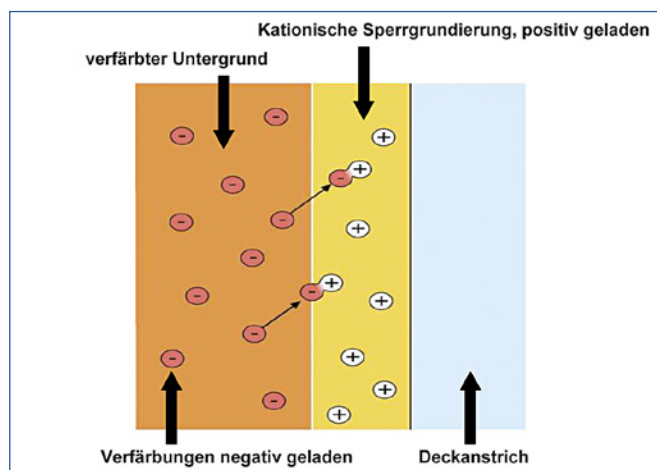 Kationische Sperrgrundierung, positiv geladen
verfärbter Untergrund
Verfärbungen negativ geladen
Deckanstrich